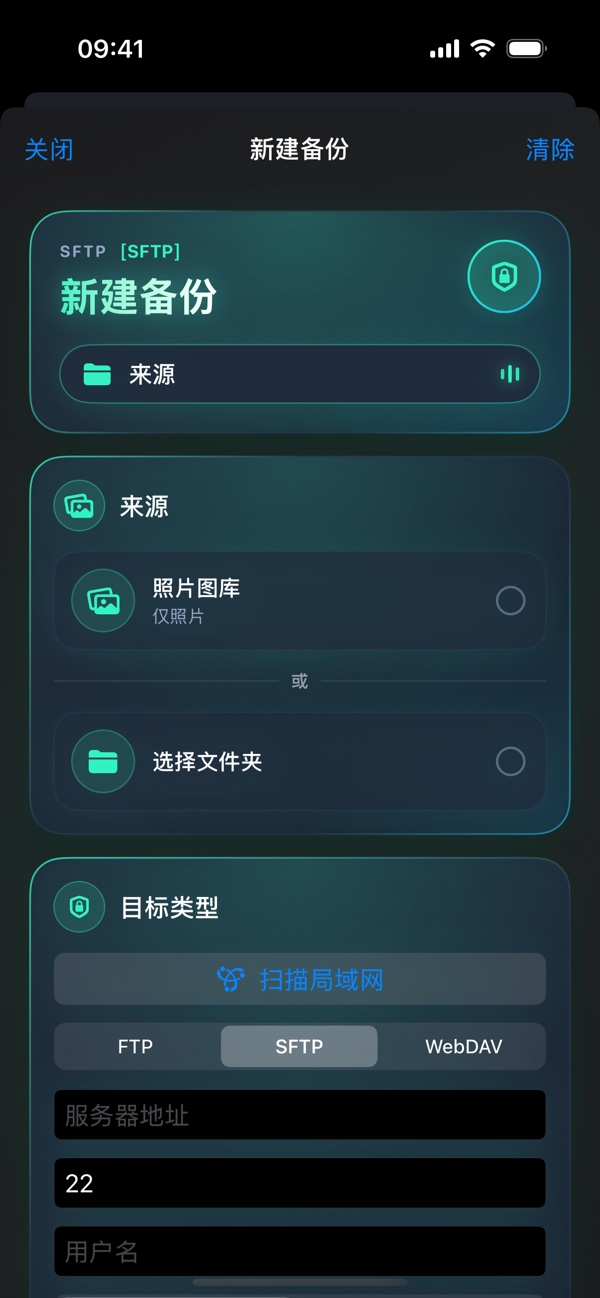 09:41
关闭 新建备份 清除
SFTP [SFTP]
新建备份
来源
来源
照片图库
仅照片
或
选择文件夹
目标类型
扫描局域网
FTP SFTP WebDAV
服务器地址
22
用户名